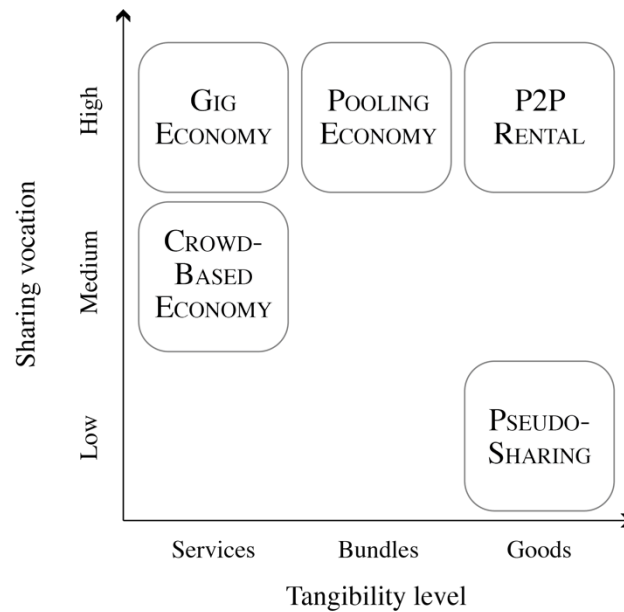 Sharing vocation
High
Medium
Low
GIG
ECONOMY
POOLING
ECONOMY
P2P
RENTAL
CROWD-
BASED
ECONOMY
PSEUDO-
SHARING
Services
Bundles
Goods
Tangibility level